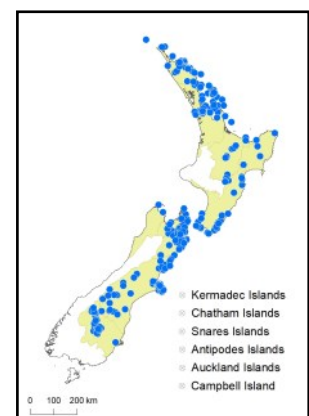 Kermadec Islands
Chatham Islands
Snares Islands
Antipodes Islands
Auckland Islands
Campbell Island
0 100 200 km